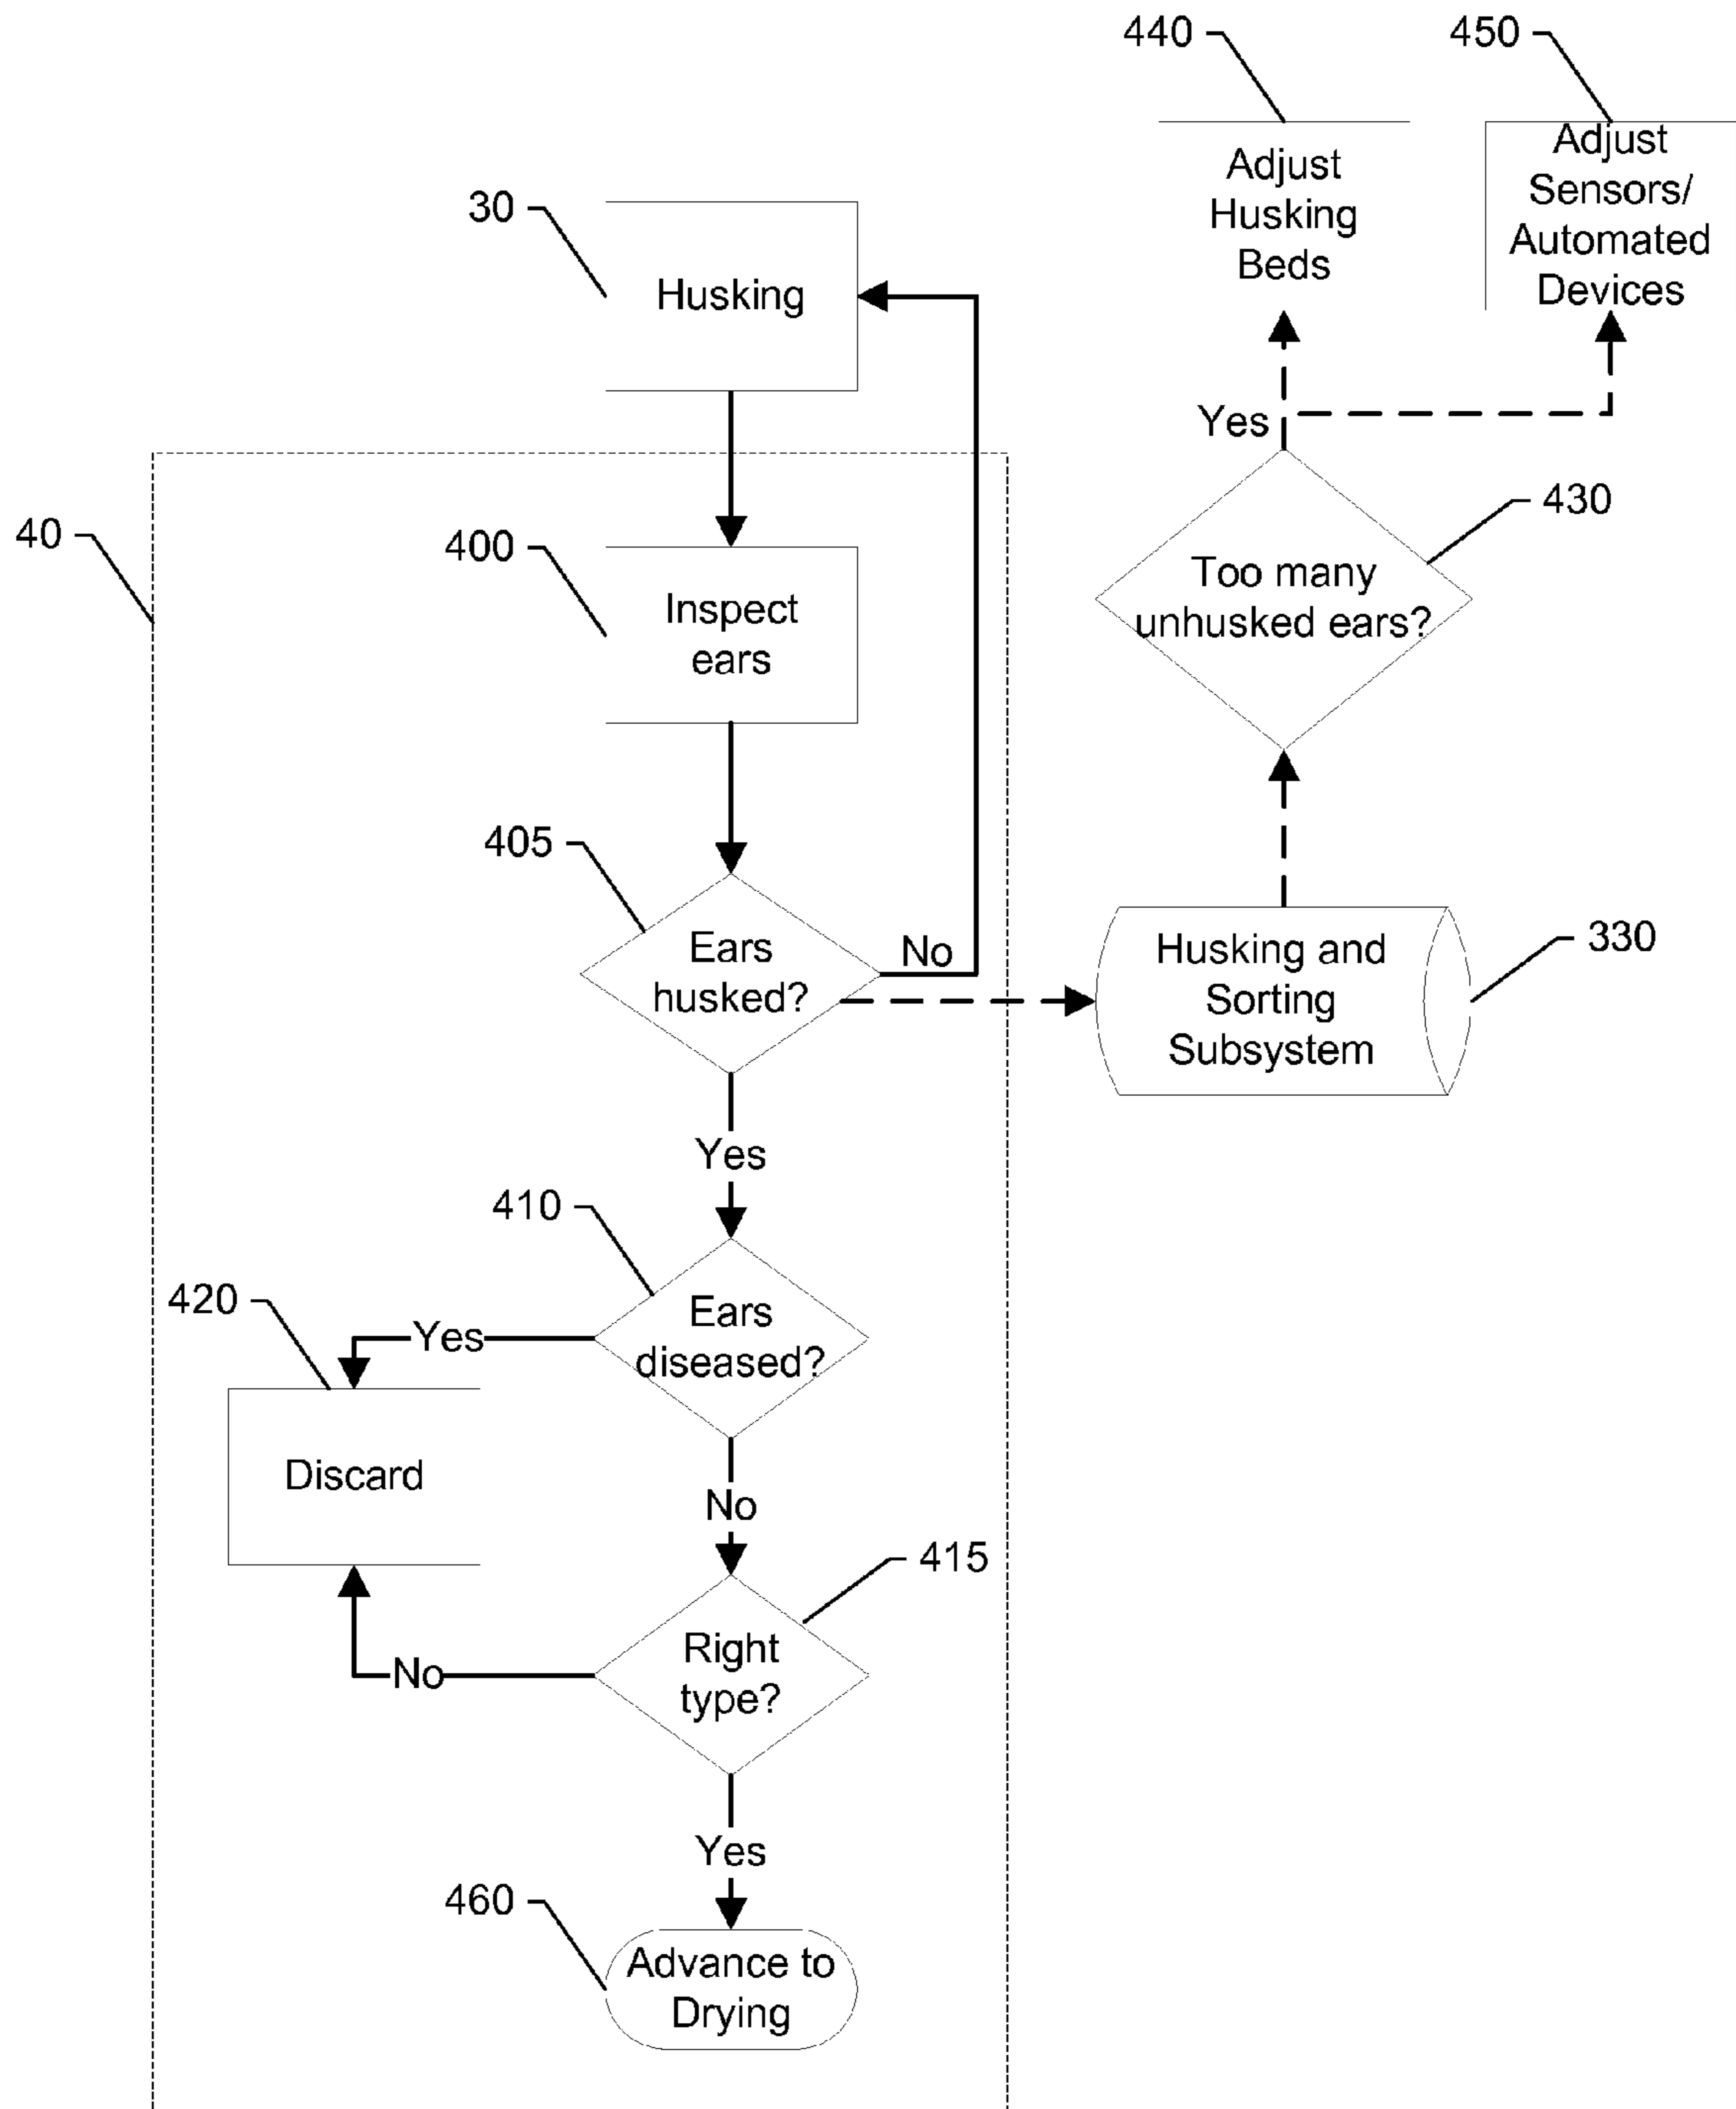 440
450
Adjust
Husking
Beds
Adjust
Sensors/
Automated
Devices
30
Husking
Yes
430
Too many
unhusked ears?
40
400
Inspect
ears
405
Ears
husked?
No
Husking and
Sorting
Subsystem
330
Yes
410
Ears
diseased?
420
Yes
Discard
No
415
Right
type?
No
Yes
460
Advance to
Drying